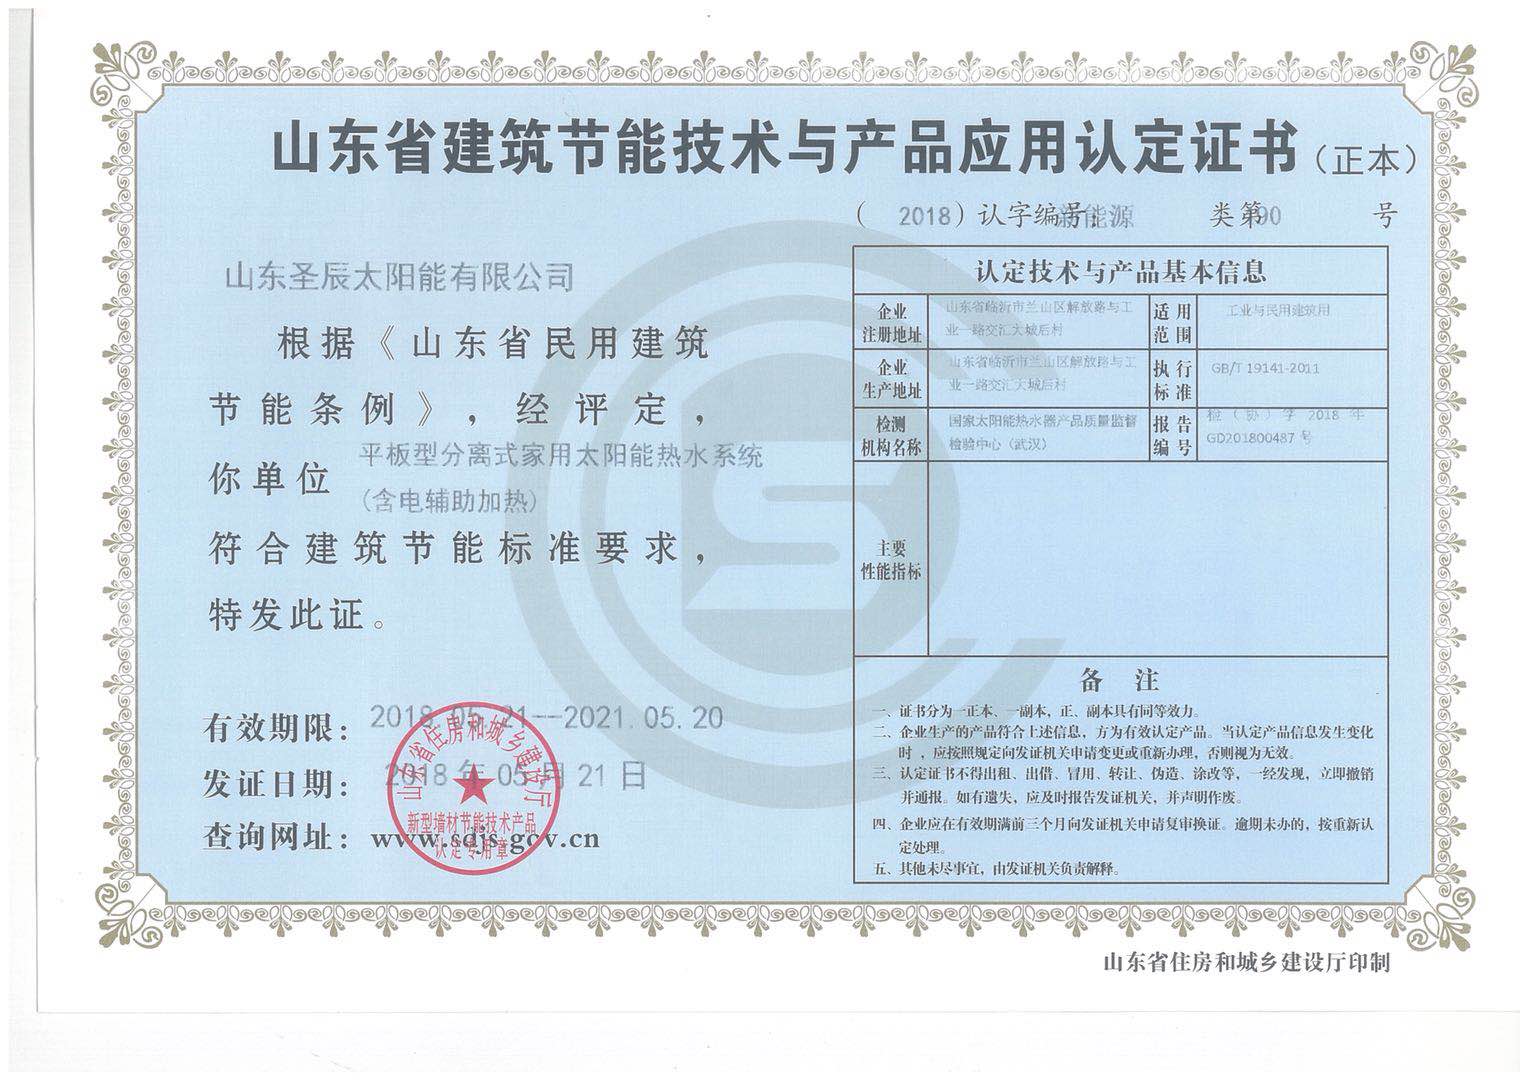 山东省建筑节能技术与产品应用认定证书(正本)
( 2018) 认字编号: 新能源 类第90 号
山东圣辰太阳能有限公司
根据《山东省民用建筑
节能条例》,经评定,
你单位 平板型分离式家用太阳能热水系统
(含电辅助加热)
符合建筑节能标准要求,
特发此证。
有效期限: 2018.05.21--2021.05.20
发证日期: 2018年05月21日
查询网址: www.sdjs.gov.cn
山东省住房和城乡建设厅
新型墙材节能技术产品
认定专用章
认定技术与产品基本信息
企业
注册地址
山东省临沂市兰山区解放路与工
业一路交汇大城后村
适用
范围
工业与民用建筑用
企业
生产地址
山东省临沂市兰山区解放路与工
业一路交汇大城后村
执行
标准
GB/T 19141-2011
检测
机构名称
国家太阳能热水器产品质量监督
检验中心(武汉)
报告
编号
(协)字 2018 年
GD201800487 号
主要
性能指标
备 注
一、证书分为一正本、一副本,正、副本具有同等效力。
二、企业生产的产品符合上述信息,方为有效认定产品。当认定产品信息发生变化
时,应按照规定向发证机关申请变更或重新办理,否则视为无效。
三、认定证书不得出租、出借、冒用、转让、伪造、涂改等,一经发现,立即撤销
并通报。如有遗失,应及时报告发证机关,并声明作废。
四、企业应在有效期满前三个月向发证机关申请复审换证。逾期未办的,按重新认
定处理。
五、其他未尽事宜,由发证机关负责解释。
山东省住房和城乡建设厅印制